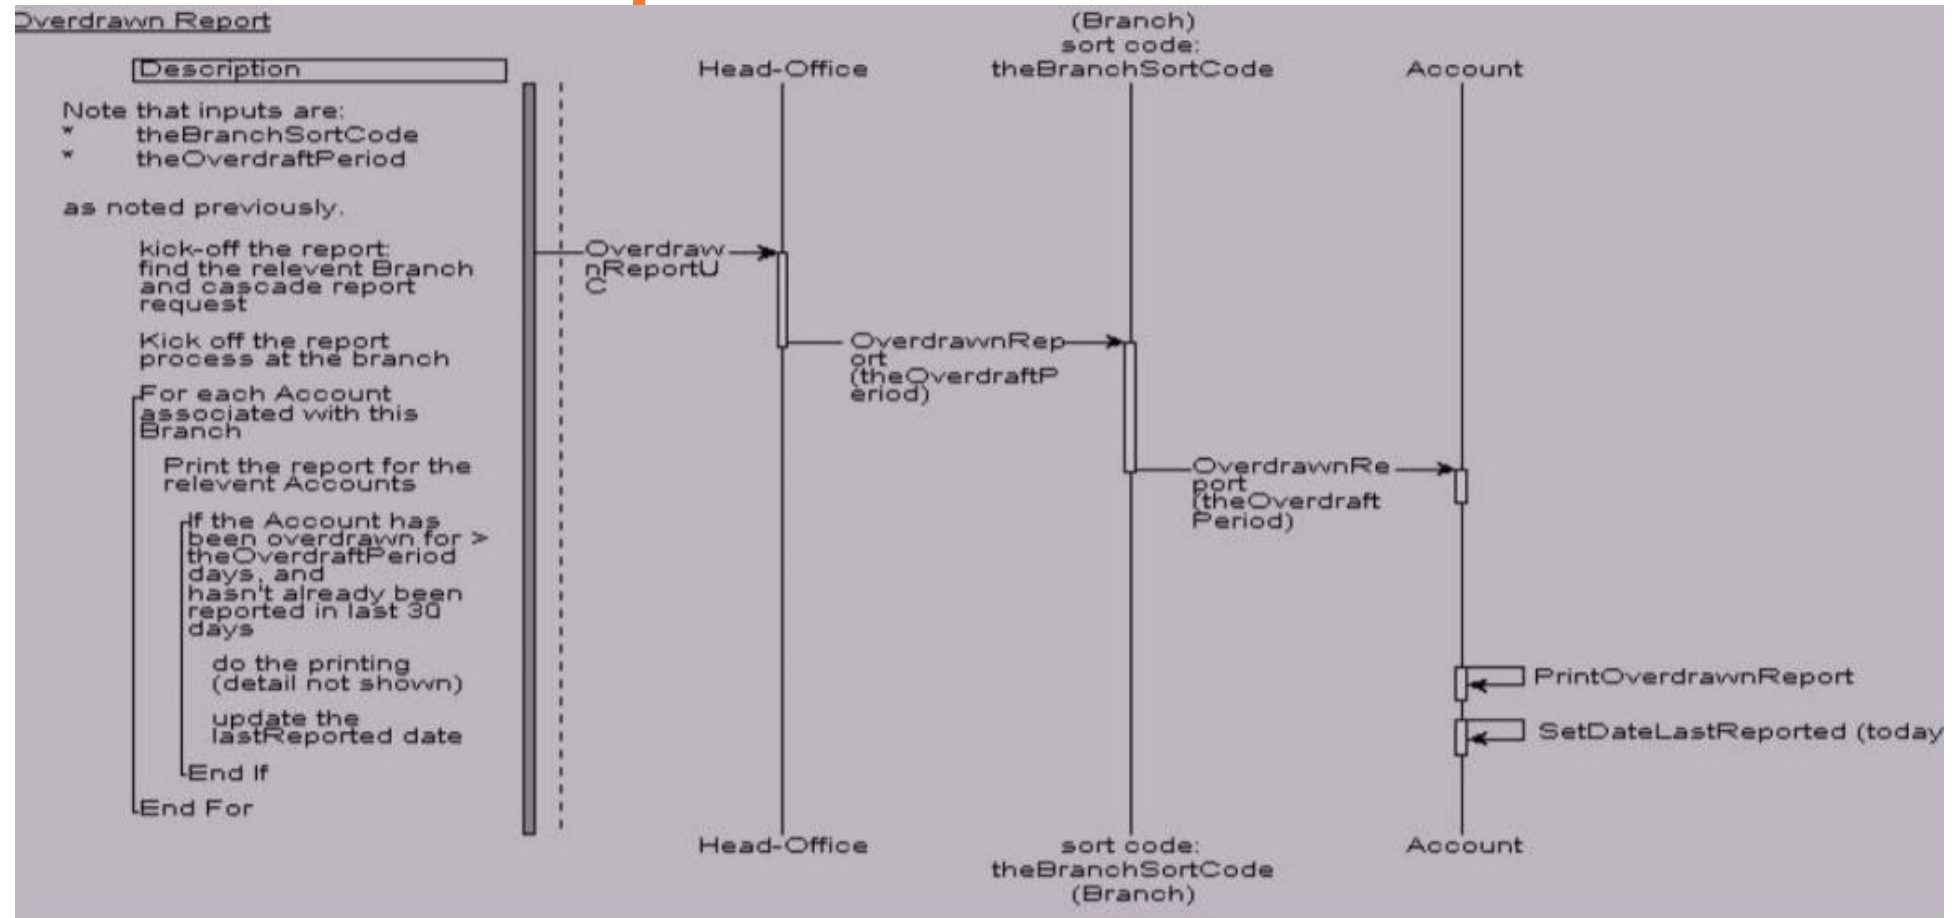 Overdrawn Report
(Branch)
sort code:
Description
Head-Office
theBranchSortCode
Account
Note that inputs are:
* theBranchSortCode
* theOverdraftPeriod
as noted previously.
kick-off the report:
find the relevent Branch
and cascade report
request
Overdraw
nReportU
C
Kick off the report
process at the branch
OverdrawnRep
ort
(theOverdraftP
eriod)
For each Account
associated with this
Branch
Print the report for the
relevent Accounts
OverdrawnRe
port
(theOverdraft
Period)
If the Account has
been overdrawn for >
theOverdraftPeriod
days, and
hasn't already been
reported in last 30
days
do the printing
(detail not shown)
PrintOverdrawnReport
update the
lastReported date
SetDateLastReported (today
End If
End For
Head-Office
sort code:
theBranchSortCode
(Branch)
Account